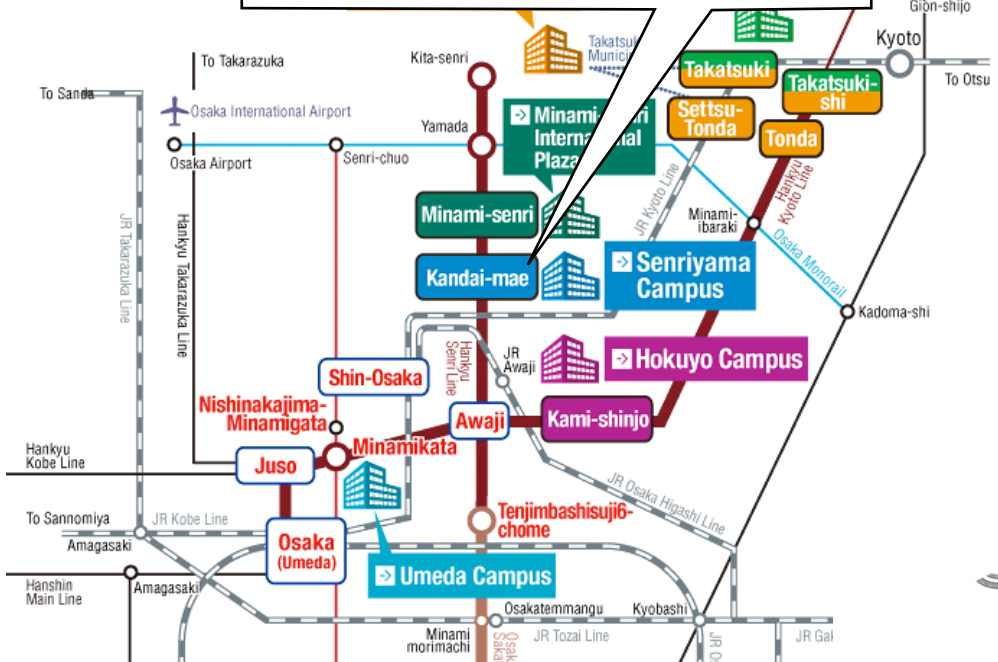 Gion-shijo
Kyoto
To Otsu
To Takarazuka
Kita-senri
Takatsuki
Takatsuki-
shi
To Sanda
Osaka International Airport
Settsu-
Tonda
Tonda
Yamada
Minami-
Plaza
Osaka Airport
Senri-chuo
Hankyu
Kyoto Line
JR Kyoto Line
Minami-senri
Minami-
ibaraki
Osaka Monorail
JR Takarazuka Line
Hankyu Takarazuka Line
Kandai-mae
Senriyama
Campus
Kadoma-shi
Hankyu
Senri Line
JR
Awaji
Hokuyo Campus
Shin-Osaka
Nishinakajima-
Minamigata
Awaji
Kami-shinjo
Minamikata
Hankyu
Kobe Line
Juso
JR Osaka Higashi Line
To Sannomiya
JR Kobe Line
Amagasaki
Tenjimbashisuji6-
chome
Osaka
(Umeda)
Umeda Campus
Hanshin
Main Line
Amagasaki
Osakatemmangu
Kyobashi
Minami
morimachi
JR Tozai Line